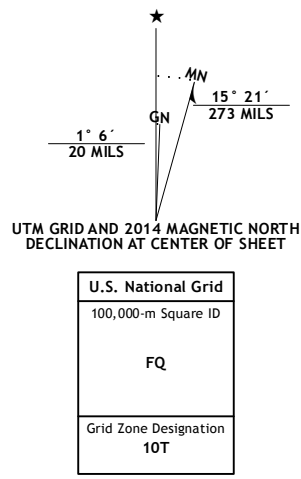 ★
MN
GN
1° 6´
20 MILS
15° 21´
273 MILS
UTM GRID AND 2014 MAGNETIC NORTH
DECLINATION AT CENTER OF SHEET
U.S. National Grid
100,000-m Square ID
FQ
Grid Zone Designation
10T